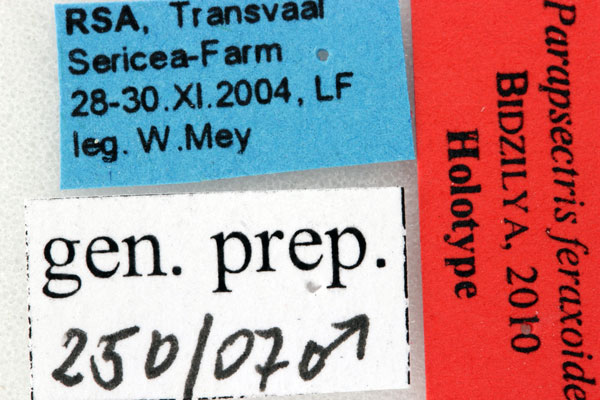 RSA, Transvaal
Sericea-Farm
28-30.XI.2004, LF
leg. W.Mey
gen. prep.
250/07♂
Parapsectris feraxoide
BIDZILYA, 2010
Holotype